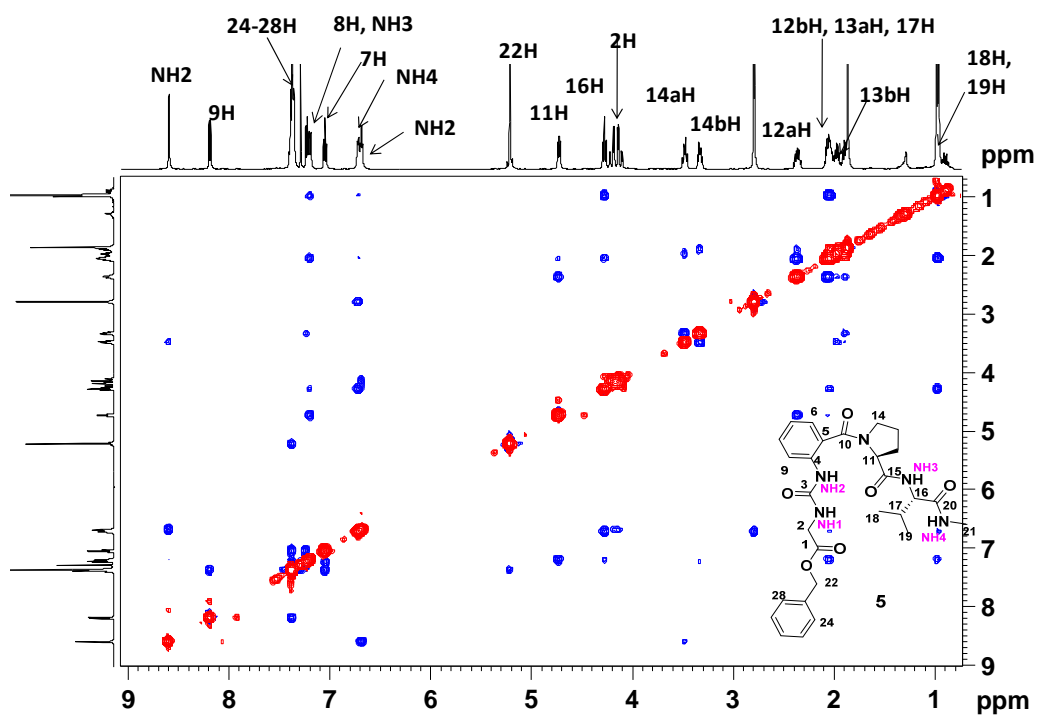 8H, NH3
24-28H
7H
NH2
9H
NH4
NH2
22H
11H
16H
2H
14aH
14bH
12aH
12bH, 13aH, 17H
13bH
18H,
19H
ppm
1
2
3
4
5
6
7
8
9
9 8 7 6 5 4 3 2 1 ppm
6
O
14
5
10
N
4
11
9
NH3
15
NH
3
NH
O
16
O
O
NH2
17
20
NH
18
HN
21
2
NH1
19
NH4
1
O
O
22
28
24
5